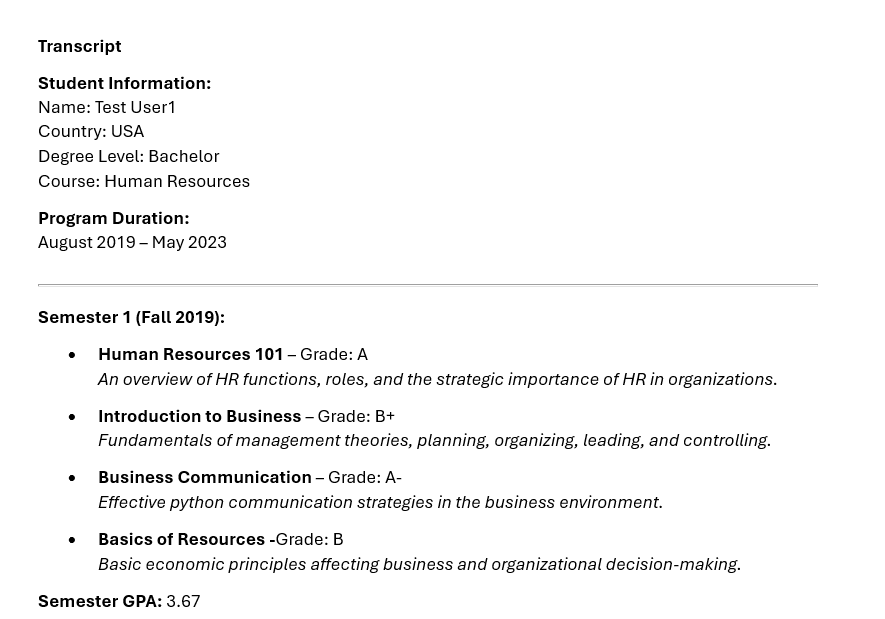 Transcript
Student Information:
Name: Test User1
Country: USA
Degree Level: Bachelor
Course: Human Resources
Program Duration:
August 2019 – May 2023
Semester 1 (Fall 2019):
• Human Resources 101 – Grade: A
An overview of HR functions, roles, and the strategic importance of HR in organizations.
• Introduction to Business – Grade: B+
Fundamentals of management theories, planning, organizing, leading, and controlling.
• Business Communication – Grade: A-
Effective python communication strategies in the business environment.
• Basics of Resources -Grade: B
Basic economic principles affecting business and organizational decision-making.
Semester GPA: 3.67